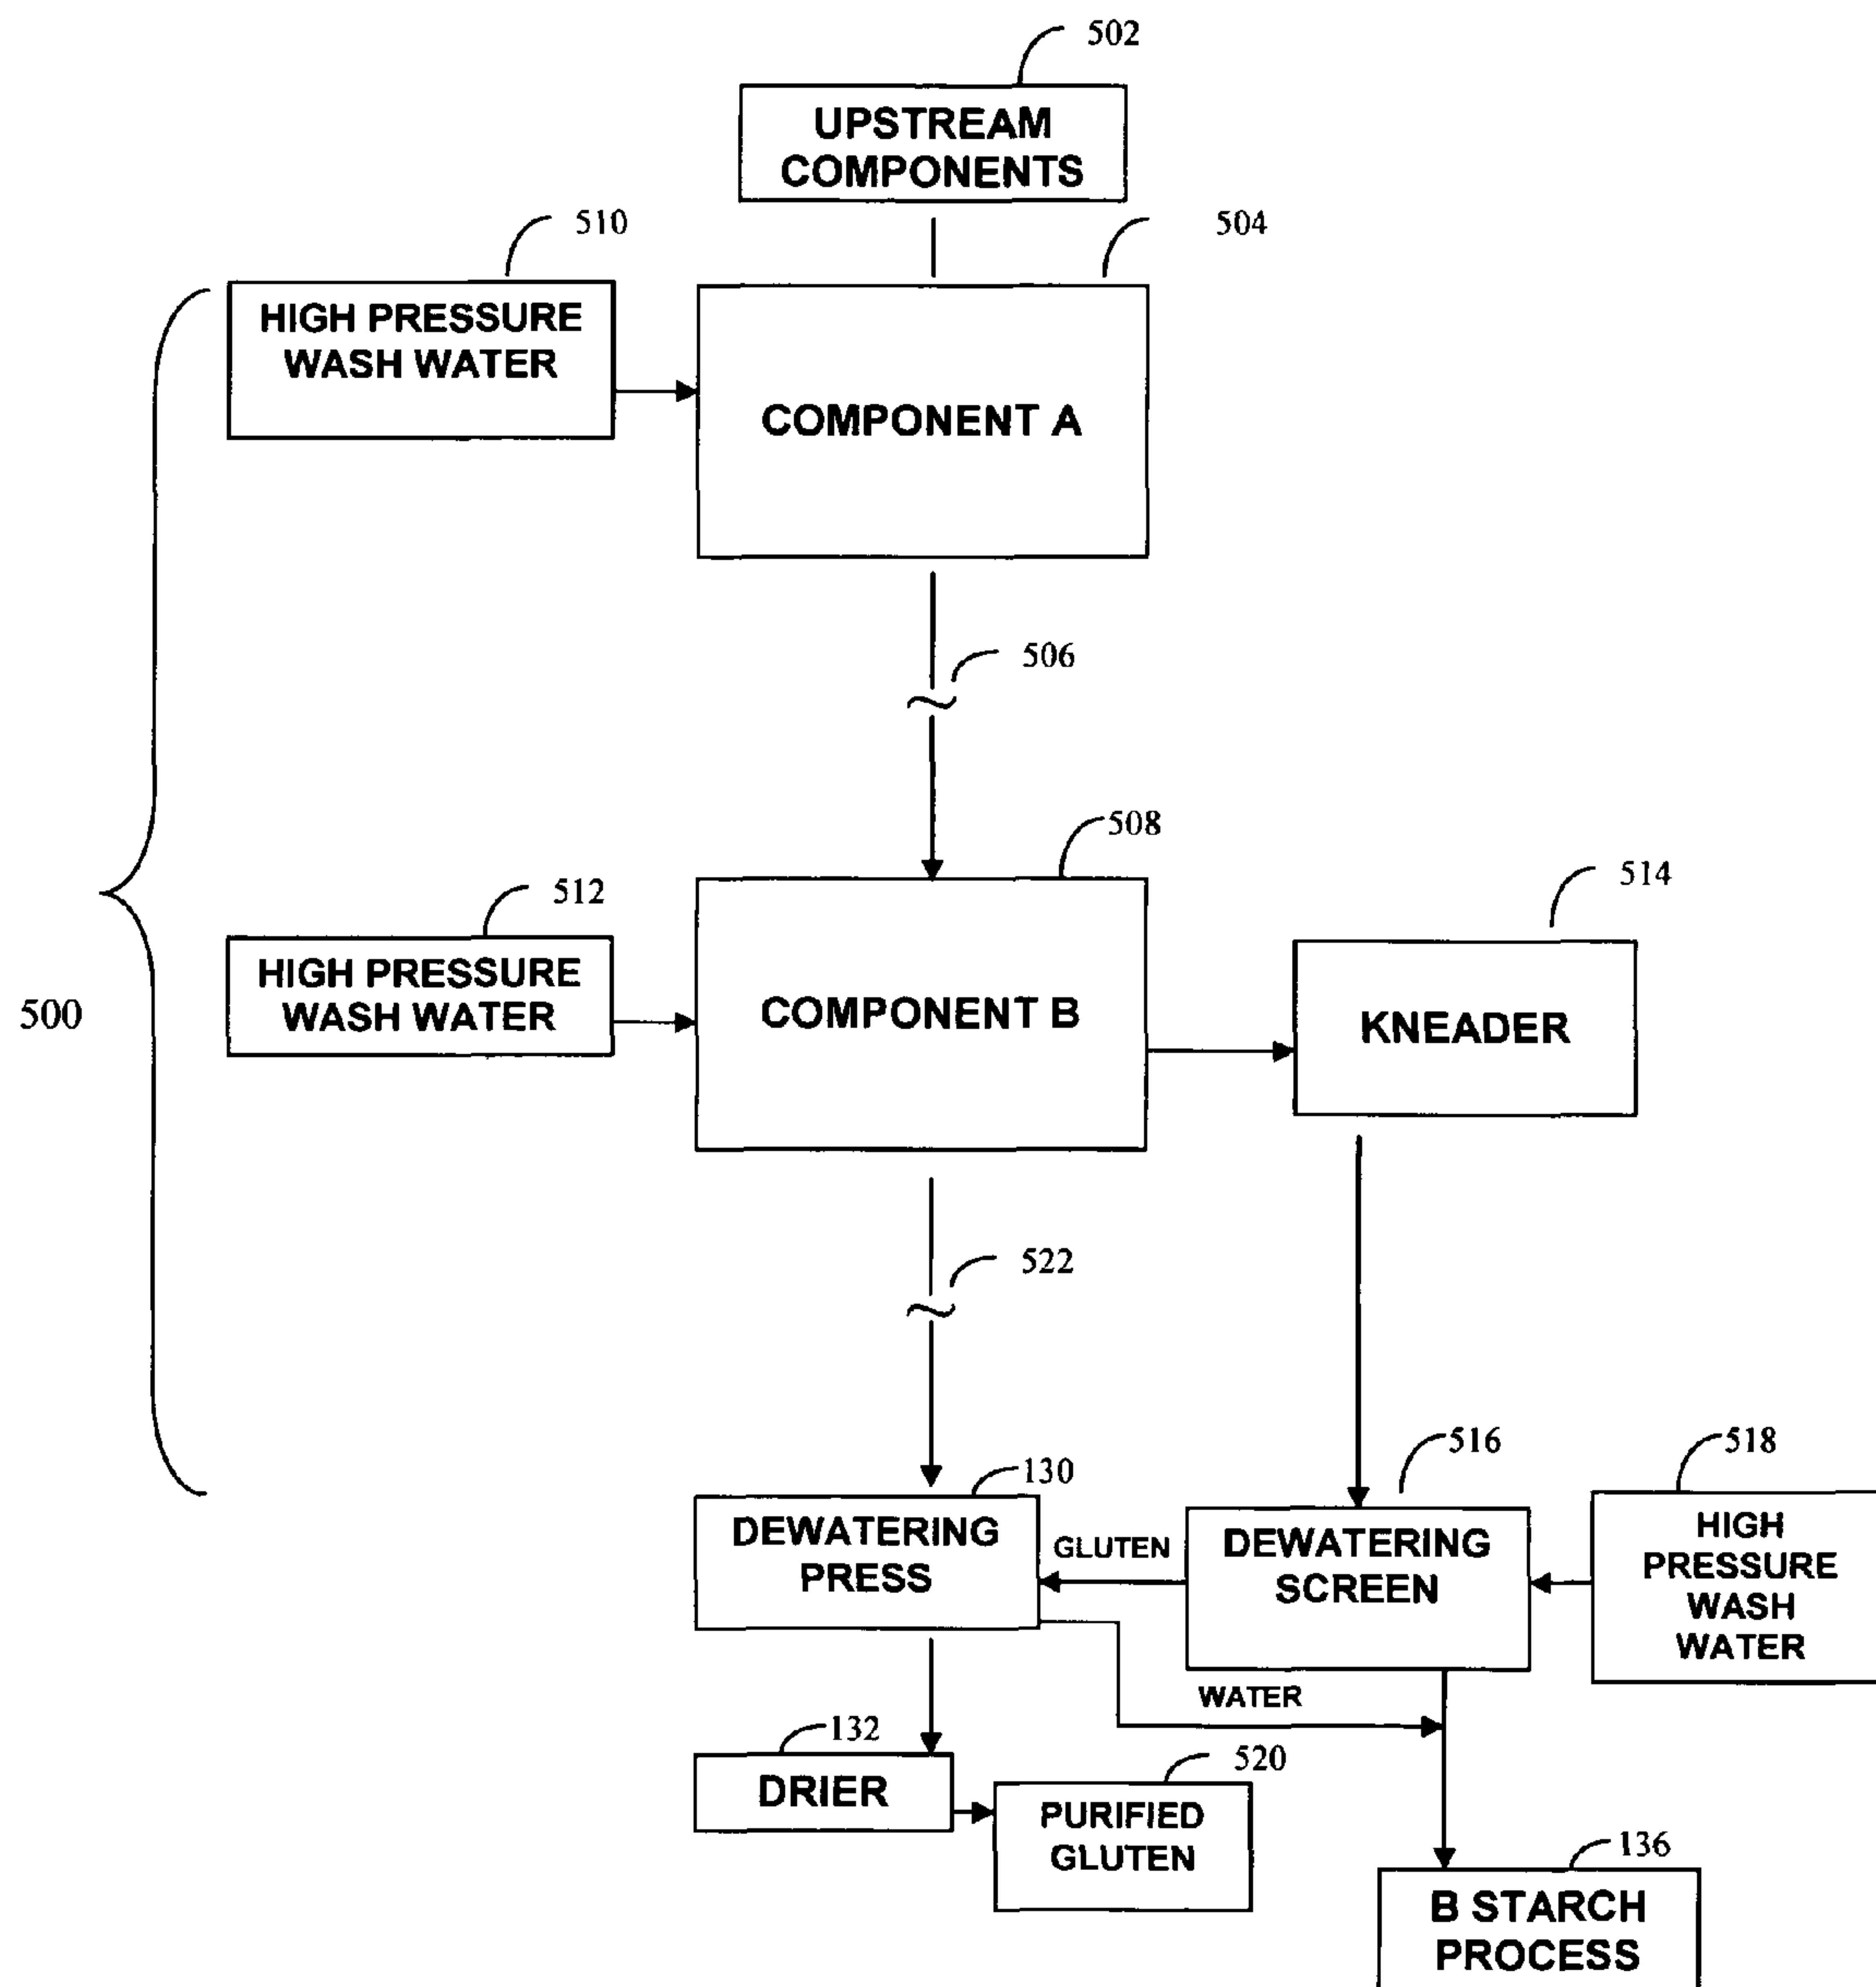 502
UPSTREAM
COMPONENTS
510
504
HIGH PRESSURE
WASH WATER
COMPONENT A
506
508
512
514
HIGH PRESSURE
WASH WATER
COMPONENT B
KNEADER
500
522
130
516
518
DEWATERING
PRESS
GLUTEN
DEWATERING
SCREEN
HIGH
PRESSURE
WASH
WATER
WATER
132
DRIER
520
PURIFIED
GLUTEN
136
B STARCH
PROCESS